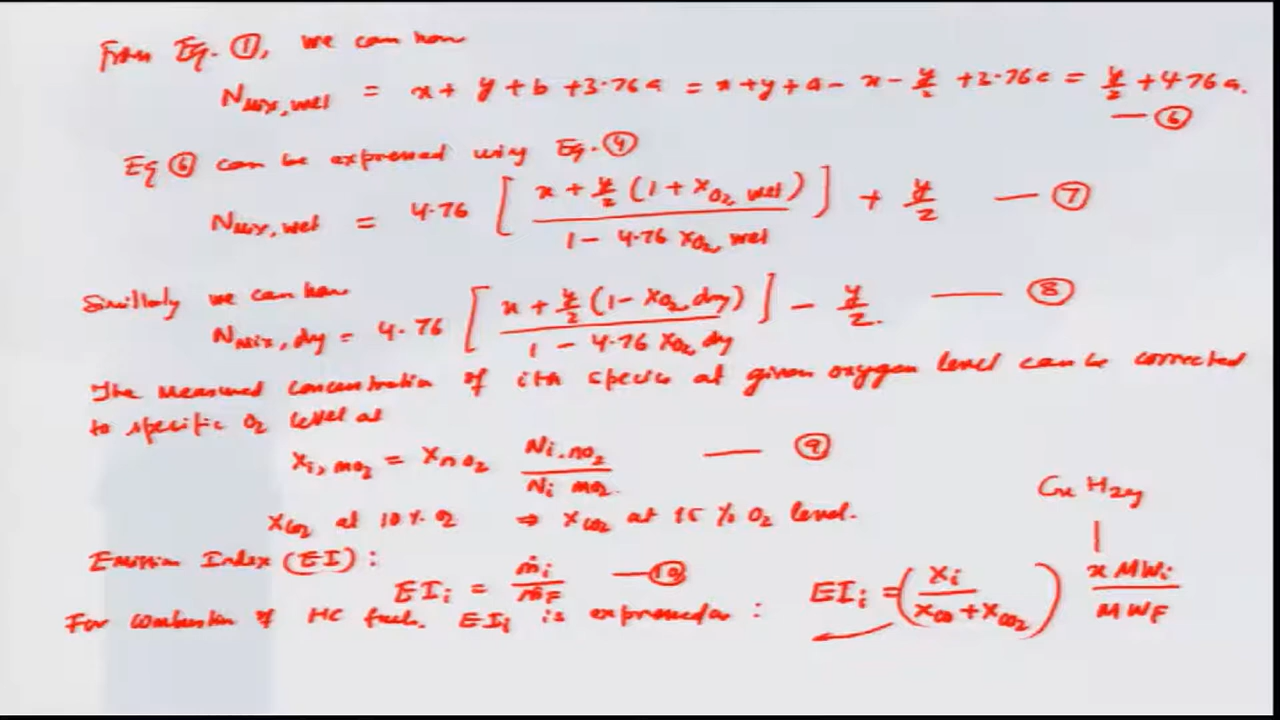 From Eq. ①, we can have
N_mix,wet = x + y + b + 3.76a = x + y + a - x - y/2 + 3.76a = y/2 + 4.76a. — ⑥
Eq ⑥ can be expressed using Eq. ④
N_mix,wet = 4.76 [ (x + y/2 (1 + X_O2, wet)) / (1 - 4.76 X_O2, wet) ] + y/2 — ⑦
Similarly we can have
N_mix, dry = 4.76 [ (x + y/2 (1 - X_O2, dry)) / (1 - 4.76 X_O2, dry) ] - y/2. — ⑧
The measured concentration of ith species at given oxygen level can be corrected
to specific O2 level as
X_i, mO2 = X_nO2 (N_i, nO2 / N_i mO2.) — ⑨
X_CO2 at 10% O2 ⇒ X_CO2 at 15% O2 level.
Cx H2y
Emission Index (EI) :
EI_i = ṁ_i / ṁ_F — ⑩
EI_i = (X_i / (X_CO + X_CO2)) (x MW_i / MW_F)
For combustion of HC fuel. EI_i is expressed as :